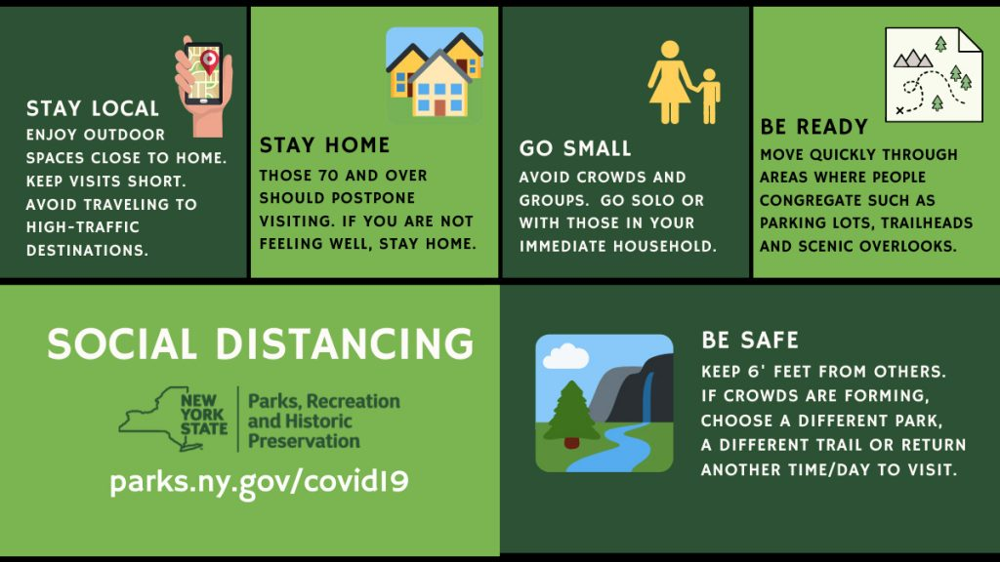 STAY LOCAL
ENJOY OUTDOOR
SPACES CLOSE TO HOME.
KEEP VISITS SHORT.
AVOID TRAVELING TO
HIGH-TRAFFIC
DESTINATIONS.
STAY HOME
THOSE 70 AND OVER
SHOULD POSTPONE
VISITING. IF YOU ARE NOT
FEELING WELL, STAY HOME.
GO SMALL
AVOID CROWDS AND
GROUPS. GO SOLO OR
WITH THOSE IN YOUR
IMMEDIATE HOUSEHOLD.
BE READY
MOVE QUICKLY THROUGH
AREAS WHERE PEOPLE
CONGREGATE SUCH AS
PARKING LOTS, TRAILHEADS
AND SCENIC OVERLOOKS.
SOCIAL DISTANCING
NEW
YORK
STATE
Parks, Recreation
and Historic
Preservation
parks.ny.gov/covid19
BE SAFE
KEEP 6' FEET FROM OTHERS.
IF CROWDS ARE FORMING,
CHOOSE A DIFFERENT PARK,
A DIFFERENT TRAIL OR RETURN
ANOTHER TIME/DAY TO VISIT.